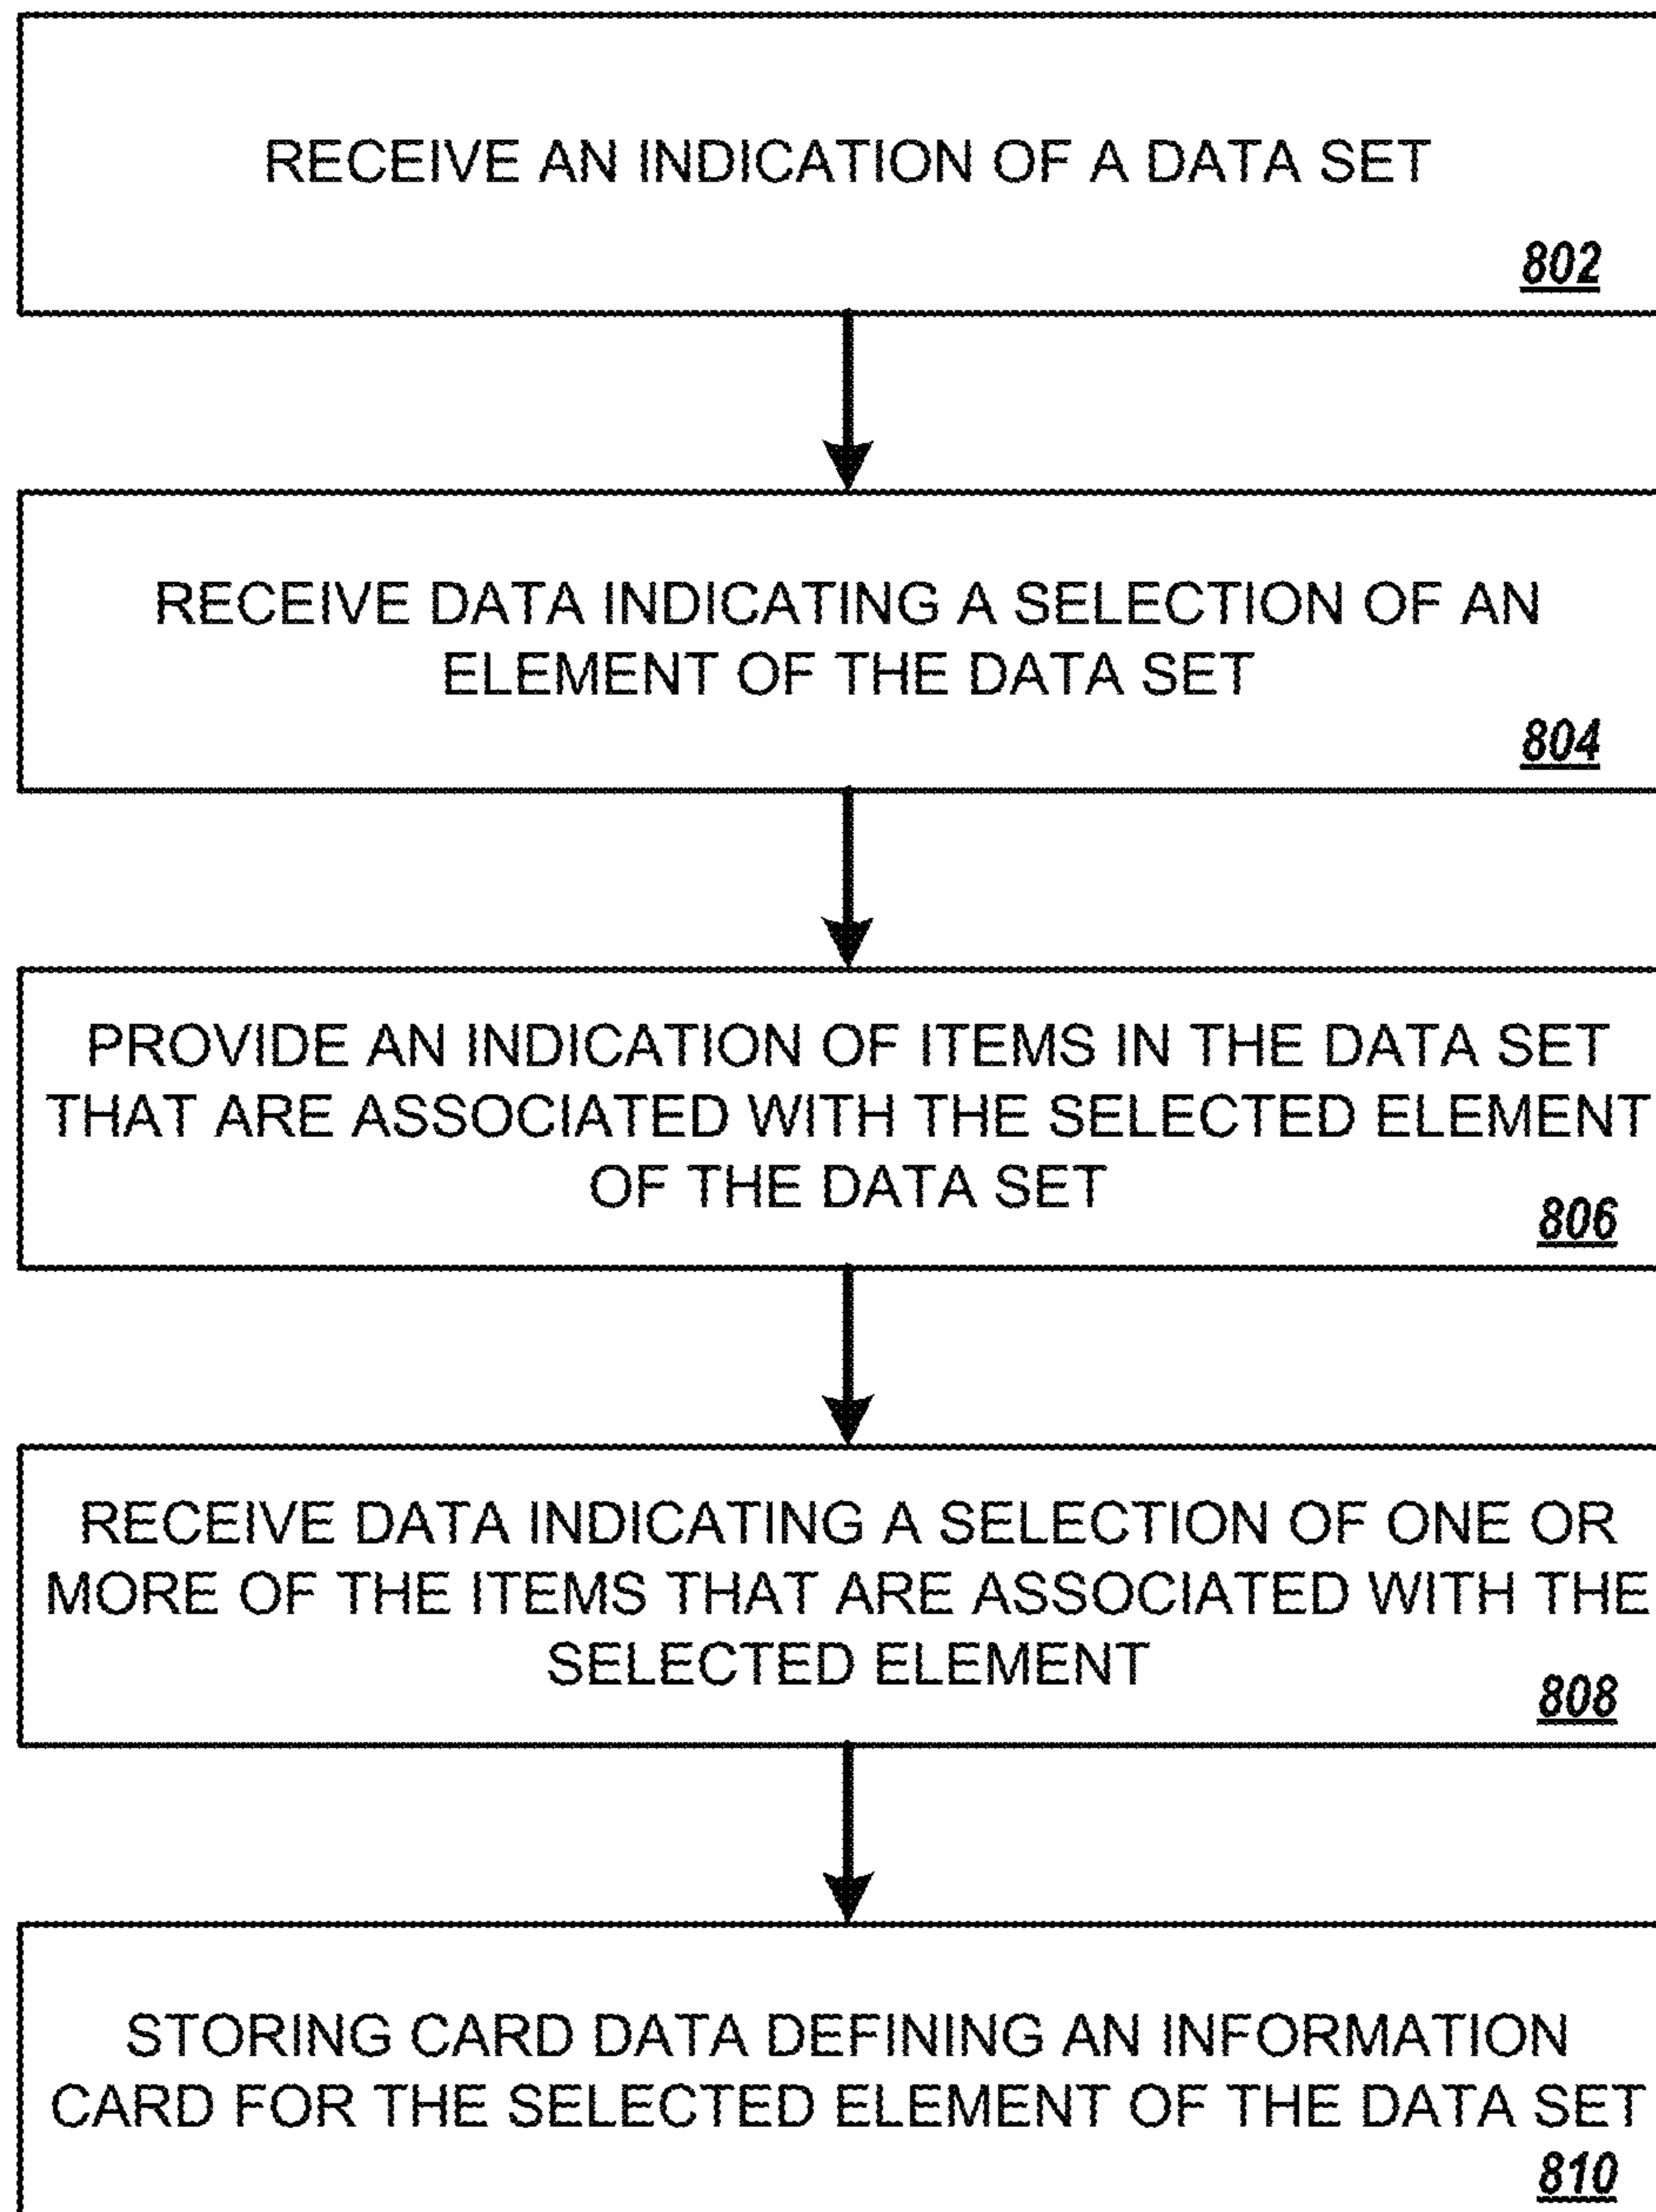 RECEIVE AN INDICATION OF A DATA SET
802
RECEIVE DATA INDICATING A SELECTION OF AN
ELEMENT OF THE DATA SET
804
PROVIDE AN INDICATION OF ITEMS IN THE DATA SET
THAT ARE ASSOCIATED WITH THE SELECTED ELEMENT
OF THE DATA SET
806
RECEIVE DATA INDICATING A SELECTION OF ONE OR
MORE OF THE ITEMS THAT ARE ASSOCIATED WITH THE
SELECTED ELEMENT
808
STORING CARD DATA DEFINING AN INFORMATION
CARD FOR THE SELECTED ELEMENT OF THE DATA SET
810